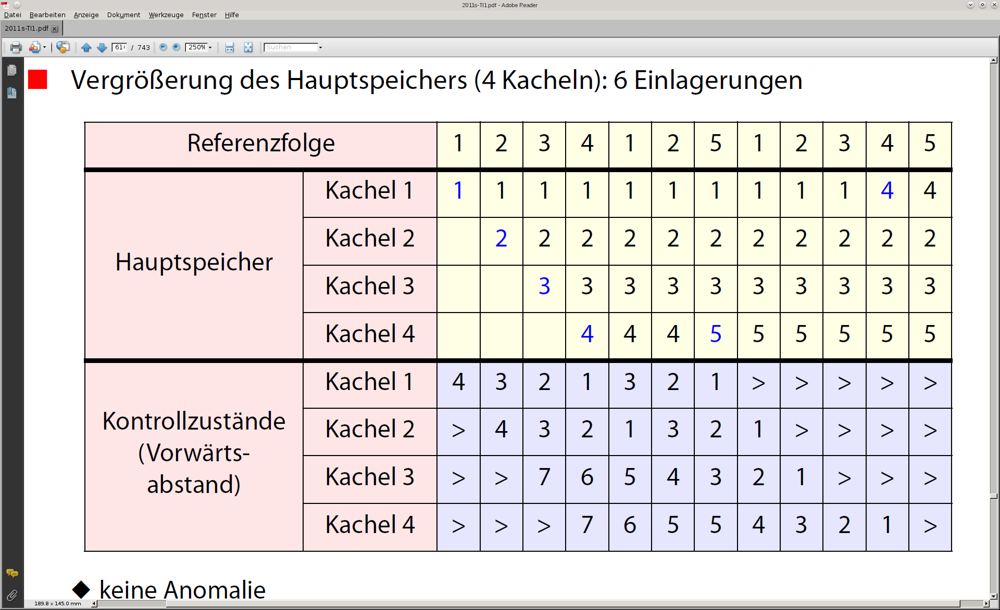 2011s-TI1.pdf - Adobe Reader
Datei Bearbeiten Anzeige Dokument Werkzeuge Fenster Hilfe
2011s-TI1.pdf
61 / 743 250% Suchen
Vergrößerung des Hauptspeichers (4 Kacheln): 6 Einlagerungen
Referenzfolge 1 2 3 4 1 2 5 1 2 3 4 5
Hauptspeicher
Kachel 1 1 1 1 1 1 1 1 1 1 1 4 4
Kachel 2 2 2 2 2 2 2 2 2 2 2 2
Kachel 3 3 3 3 3 3 3 3 3 3 3
Kachel 4 4 4 4 5 5 5 5 5 5
Kontrollzustände
(Vorwärts-
abstand)
Kachel 1 4 3 2 1 3 2 1 > > > > >
Kachel 2 > 4 3 2 1 3 2 1 > > > >
Kachel 3 > > 7 6 5 4 3 2 1 > > >
Kachel 4 > > > 7 6 5 5 4 3 2 1 >
keine Anomalie
189.8 x 145.0 mm